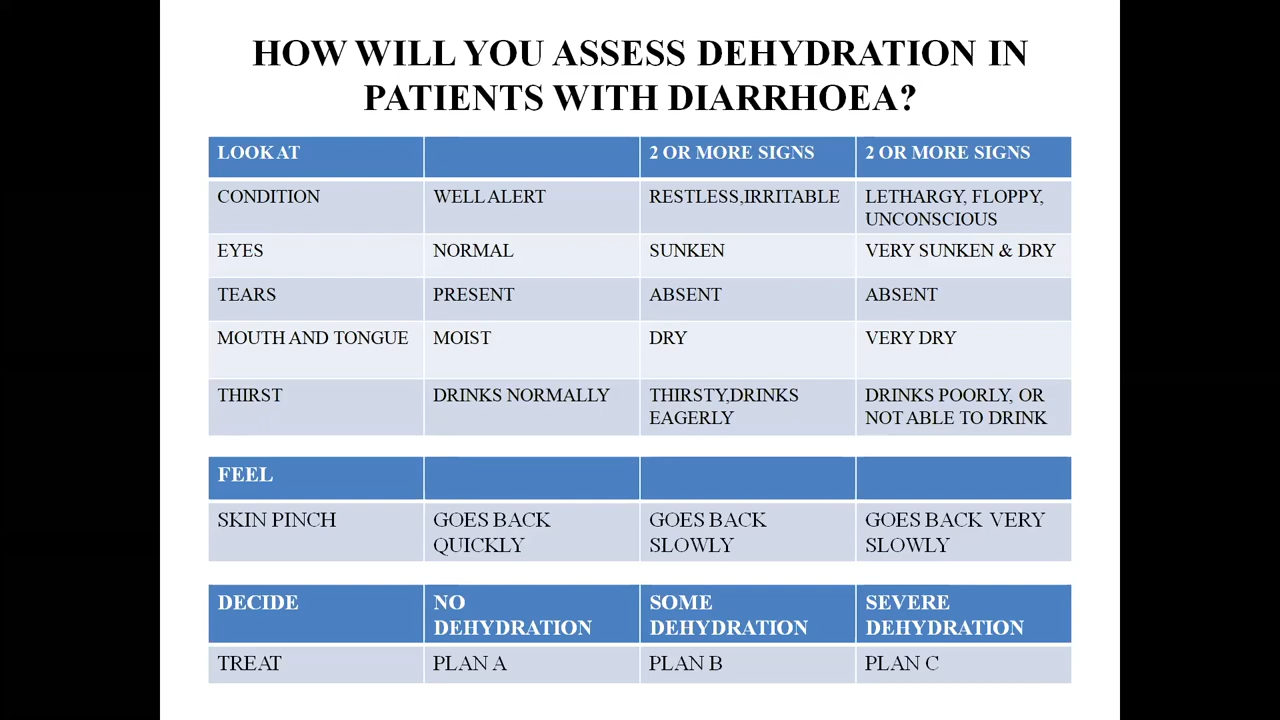 HOW WILL YOU ASSESS DEHYDRATION IN
PATIENTS WITH DIARRHOEA?
LOOK AT 2 OR MORE SIGNS 2 OR MORE SIGNS
CONDITION WELL ALERT RESTLESS,IRRITABLE LETHARGY, FLOPPY,
UNCONSCIOUS
EYES NORMAL SUNKEN VERY SUNKEN & DRY
TEARS PRESENT ABSENT ABSENT
MOUTH AND TONGUE MOIST DRY VERY DRY
THIRST DRINKS NORMALLY THIRSTY,DRINKS DRINKS POORLY, OR
EAGERLY NOT ABLE TO DRINK
FEEL
SKIN PINCH GOES BACK GOES BACK GOES BACK VERY
QUICKLY SLOWLY SLOWLY
DECIDE NO SOME SEVERE
DEHYDRATION DEHYDRATION DEHYDRATION
TREAT PLAN A PLAN B PLAN C